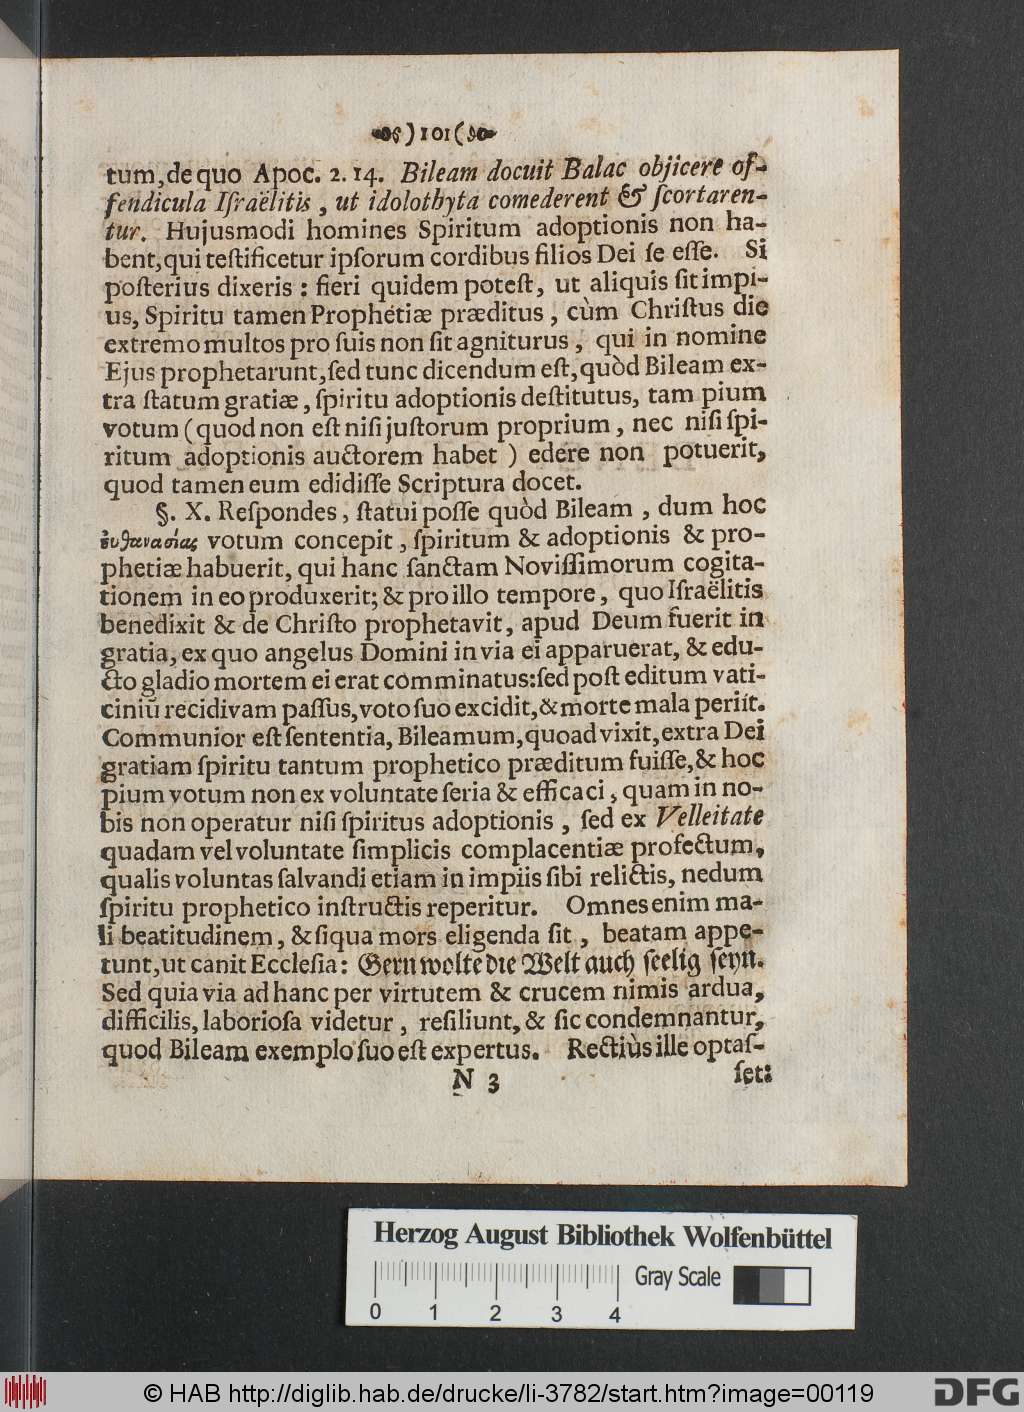 )101(
tum, de quo Apoc. 2. 14. Bileam docuit Balac objicere of-
fendicula Iſraëlitis, ut idolothyta comederent & ſcortaren-
tur. Hujusmodi homines Spiritum adoptionis non ha-
bent, qui teſtificetur ipſorum cordibus filios Dei ſe eſſe. Si
poſterius dixeris: fieri quidem poteſt, ut aliquis ſit impi-
us, Spiritu tamen Prophetiæ præditus, cùm Chriſtus die
extremo multos pro ſuis non ſit agniturus, qui in nomine
Ejus prophetarunt, ſed tunc dicendum eſt, quòd Bileam ex-
tra ſtatum gratiæ, ſpiritu adoptionis deſtitutus, tam pium
votum (quod non eſt niſi juſtorum proprium, nec niſi ſpi-
ritum adoptionis auctorem habet) edere non potuerit,
quod tamen eum edidiſſe Scriptura docet.
§. X. Reſpondes, ſtatui poſſe quòd Bileam, dum hoc
ἐυθανασίας votum concepit, ſpiritum & adoptionis & pro-
phetiæ habuerit, qui hanc ſanctam Noviſſimorum cogita-
tionem in eo produxerit; & pro illo tempore, quo Iſraëlitis
benedixit & de Chriſto prophetavit, apud Deum fuerit in
gratia, ex quo angelus Domini in via ei apparuerat, & edu-
cto gladio mortem ei erat comminatus: ſed poſt editum vati-
ciniū recidivam paſſus, voto ſuo excidit, & morte mala periit.
Communior eſt ſententia, Bileamum, quoad vixit, extra Dei
gratiam ſpiritu tantum prophetico præditum fuiſſe, & hoc
pium votum non ex voluntate ſeria & efficaci, quam in no-
bis non operatur niſi ſpiritus adoptionis, ſed ex Velleitate
quadam vel voluntate ſimplicis complacentiæ profectum,
qualis voluntas ſalvandi etiam in impiis ſibi relictis, nedum
ſpiritu prophetico inſtructis reperitur. Omnes enim ma-
li beatitudinem, & ſiqua mors eligenda ſit, beatam appe-
tunt, ut canit Eccleſia: Gern wolte die Welt auch ſeelig ſeyn.
Sed quia via ad hanc per virtutem & crucem nimis ardua,
difficilis, laborioſa videtur, reſiliunt, & ſic condemnantur,
quod Bileam exemplo ſuo eſt expertus. Rectiùs ille optaſ-
N 3 ſet:
Herzog August Bibliothek Wolfenbüttel
Gray Scale
0 1 2 3 4
© HAB http://diglib.hab.de/drucke/li-3782/start.htm?image=00119
DFG